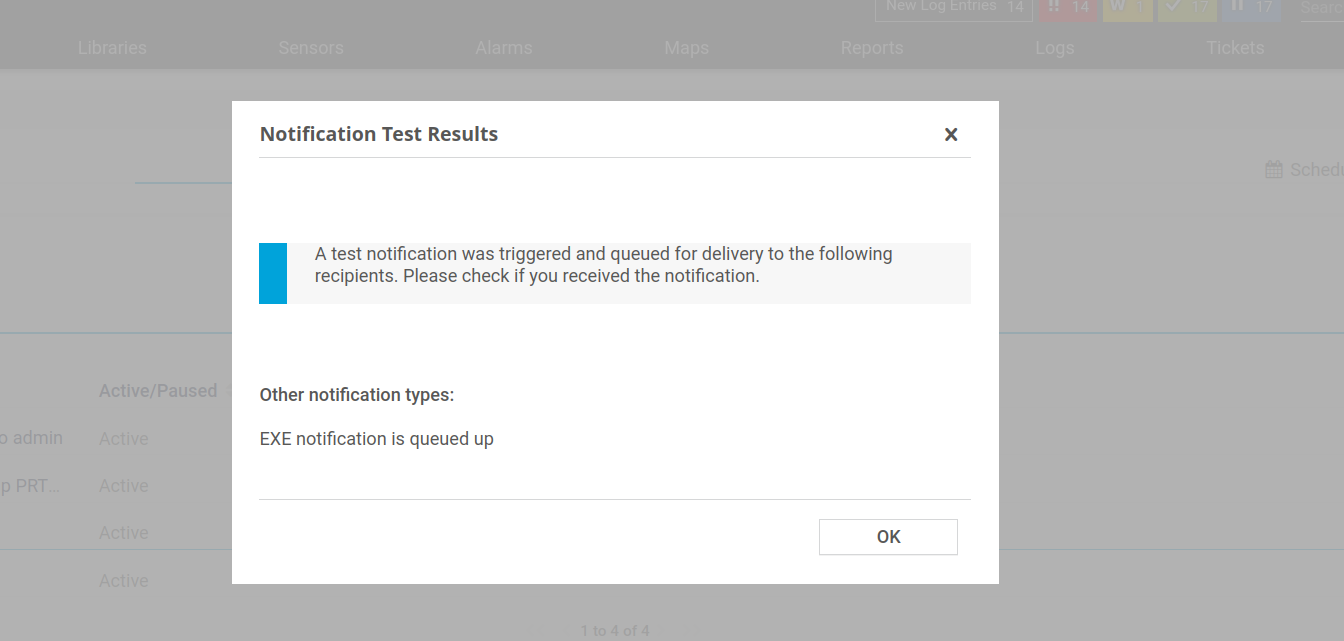 New Log Entries 14 !! 14 W 1 17 17 Searc
Libraries Sensors Alarms Maps Reports Logs Tickets
Notification Test Results
Schedu
A test notification was triggered and queued for delivery to the following
recipients. Please check if you received the notification.
Active/Paused
Other notification types:
o admin Active
EXE notification is queued up
p PRT... Active
Active
OK
Active
1 to 4 of 4